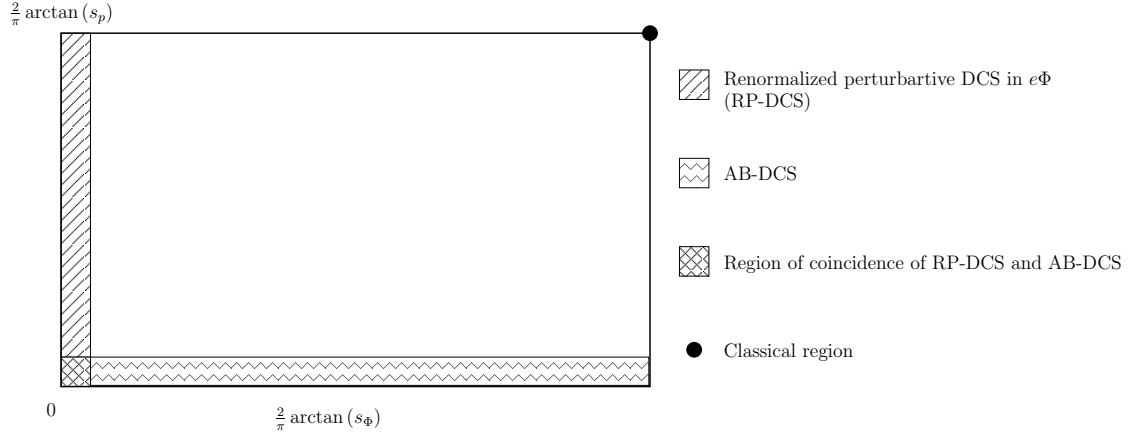 2/π arctan (s_p)
Renormalized perturbartive DCS in eΦ
(RP-DCS)
AB-DCS
Region of coincidence of RP-DCS and AB-DCS
Classical region
0
2/π arctan (s_Φ)